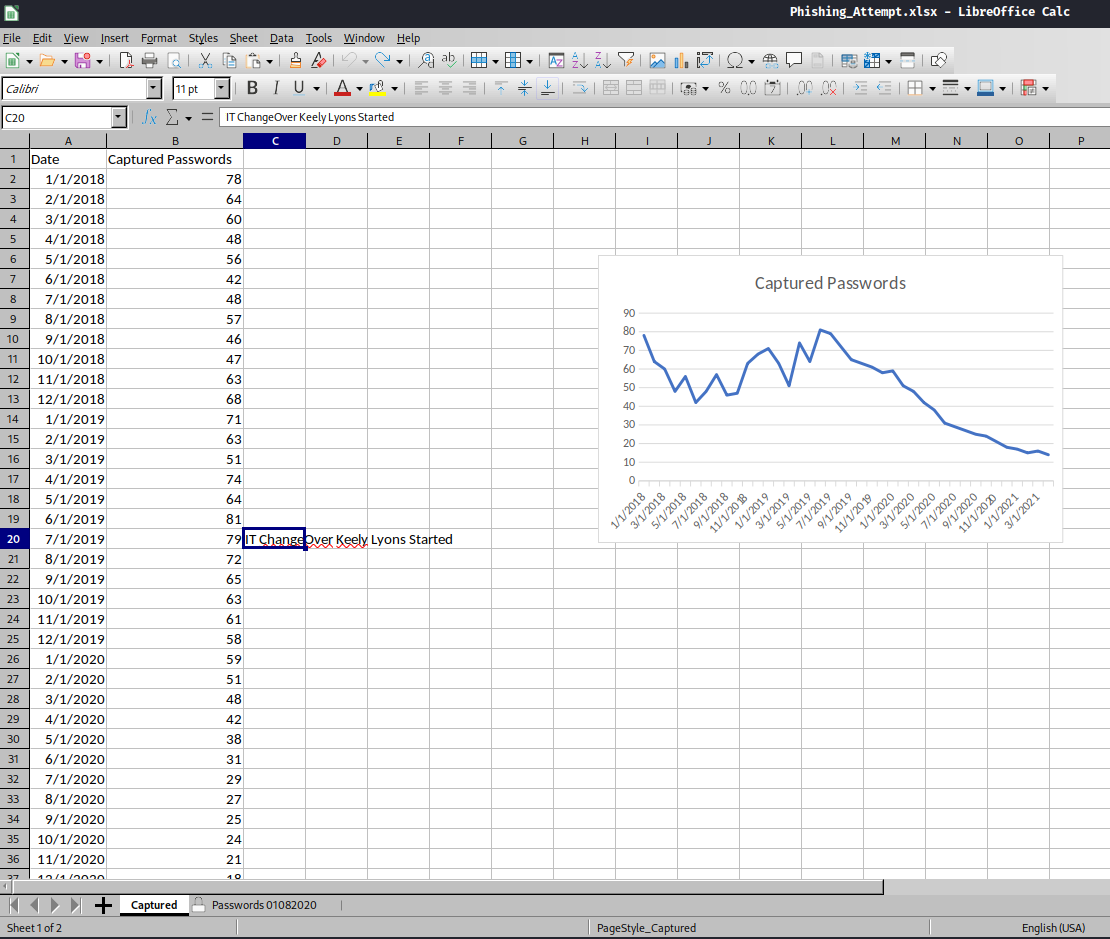 Phishing_Attempt.xlsx - LibreOffice Calc
File Edit View Insert Format Styles Sheet Data Tools Window Help
Calibri 11 pt B I U A % 0.0
C20 fx Σ = IT ChangeOver Keely Lyons Started
A B C D E F G H I J K L M N O P
1 Date Captured Passwords
2 1/1/2018 78
3 2/1/2018 64
4 3/1/2018 60
5 4/1/2018 48
6 5/1/2018 56
7 6/1/2018 42
8 7/1/2018 48
9 8/1/2018 57
10 9/1/2018 46
11 10/1/2018 47
12 11/1/2018 63
13 12/1/2018 68
14 1/1/2019 71
15 2/1/2019 63
16 3/1/2019 51
17 4/1/2019 74
18 5/1/2019 64
19 6/1/2019 81
20 7/1/2019 79 IT ChangeOver Keely Lyons Started
21 8/1/2019 72
22 9/1/2019 65
23 10/1/2019 63
24 11/1/2019 61
25 12/1/2019 58
26 1/1/2020 59
27 2/1/2020 51
28 3/1/2020 48
29 4/1/2020 42
30 5/1/2020 38
31 6/1/2020 31
32 7/1/2020 29
33 8/1/2020 27
34 9/1/2020 25
35 10/1/2020 24
36 11/1/2020 21
37 12/1/2020 18
Captured Passwords
90
80
70
60
50
40
30
20
10
0
1/1/2018 3/1/2018 5/1/2018 7/1/2018 9/1/2018 11/1/2018 1/1/2019 3/1/2019 5/1/2019 7/1/2019 9/1/2019 11/1/2019 1/1/2020 3/1/2020 5/1/2020 7/1/2020 9/1/2020 11/1/2020 1/1/2021 3/1/2021
Captured Passwords 01082020
Sheet 1 of 2 PageStyle_Captured English (USA)